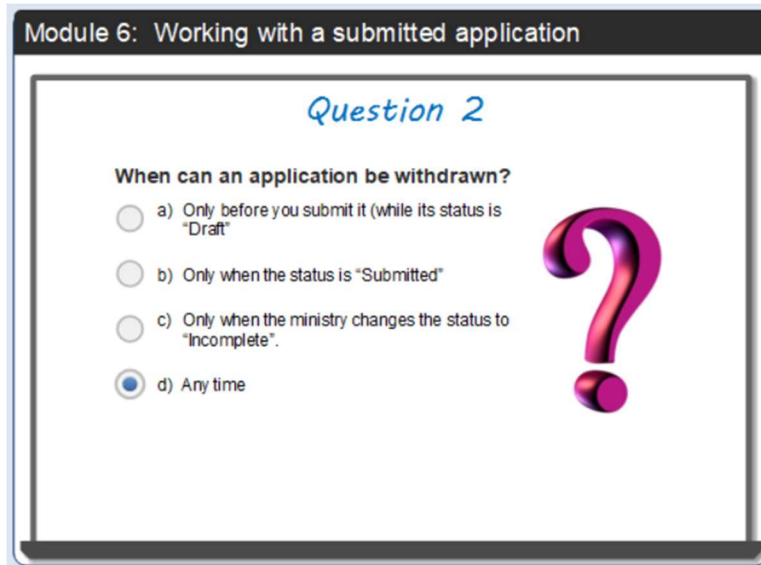 Module 6: Working with a submitted application
Question 2
When can an application be withdrawn?
a) Only before you submit it (while its status is
"Draft"
b) Only when the status is "Submitted"
c) Only when the ministry changes the status to
"Incomplete".
d) Any time